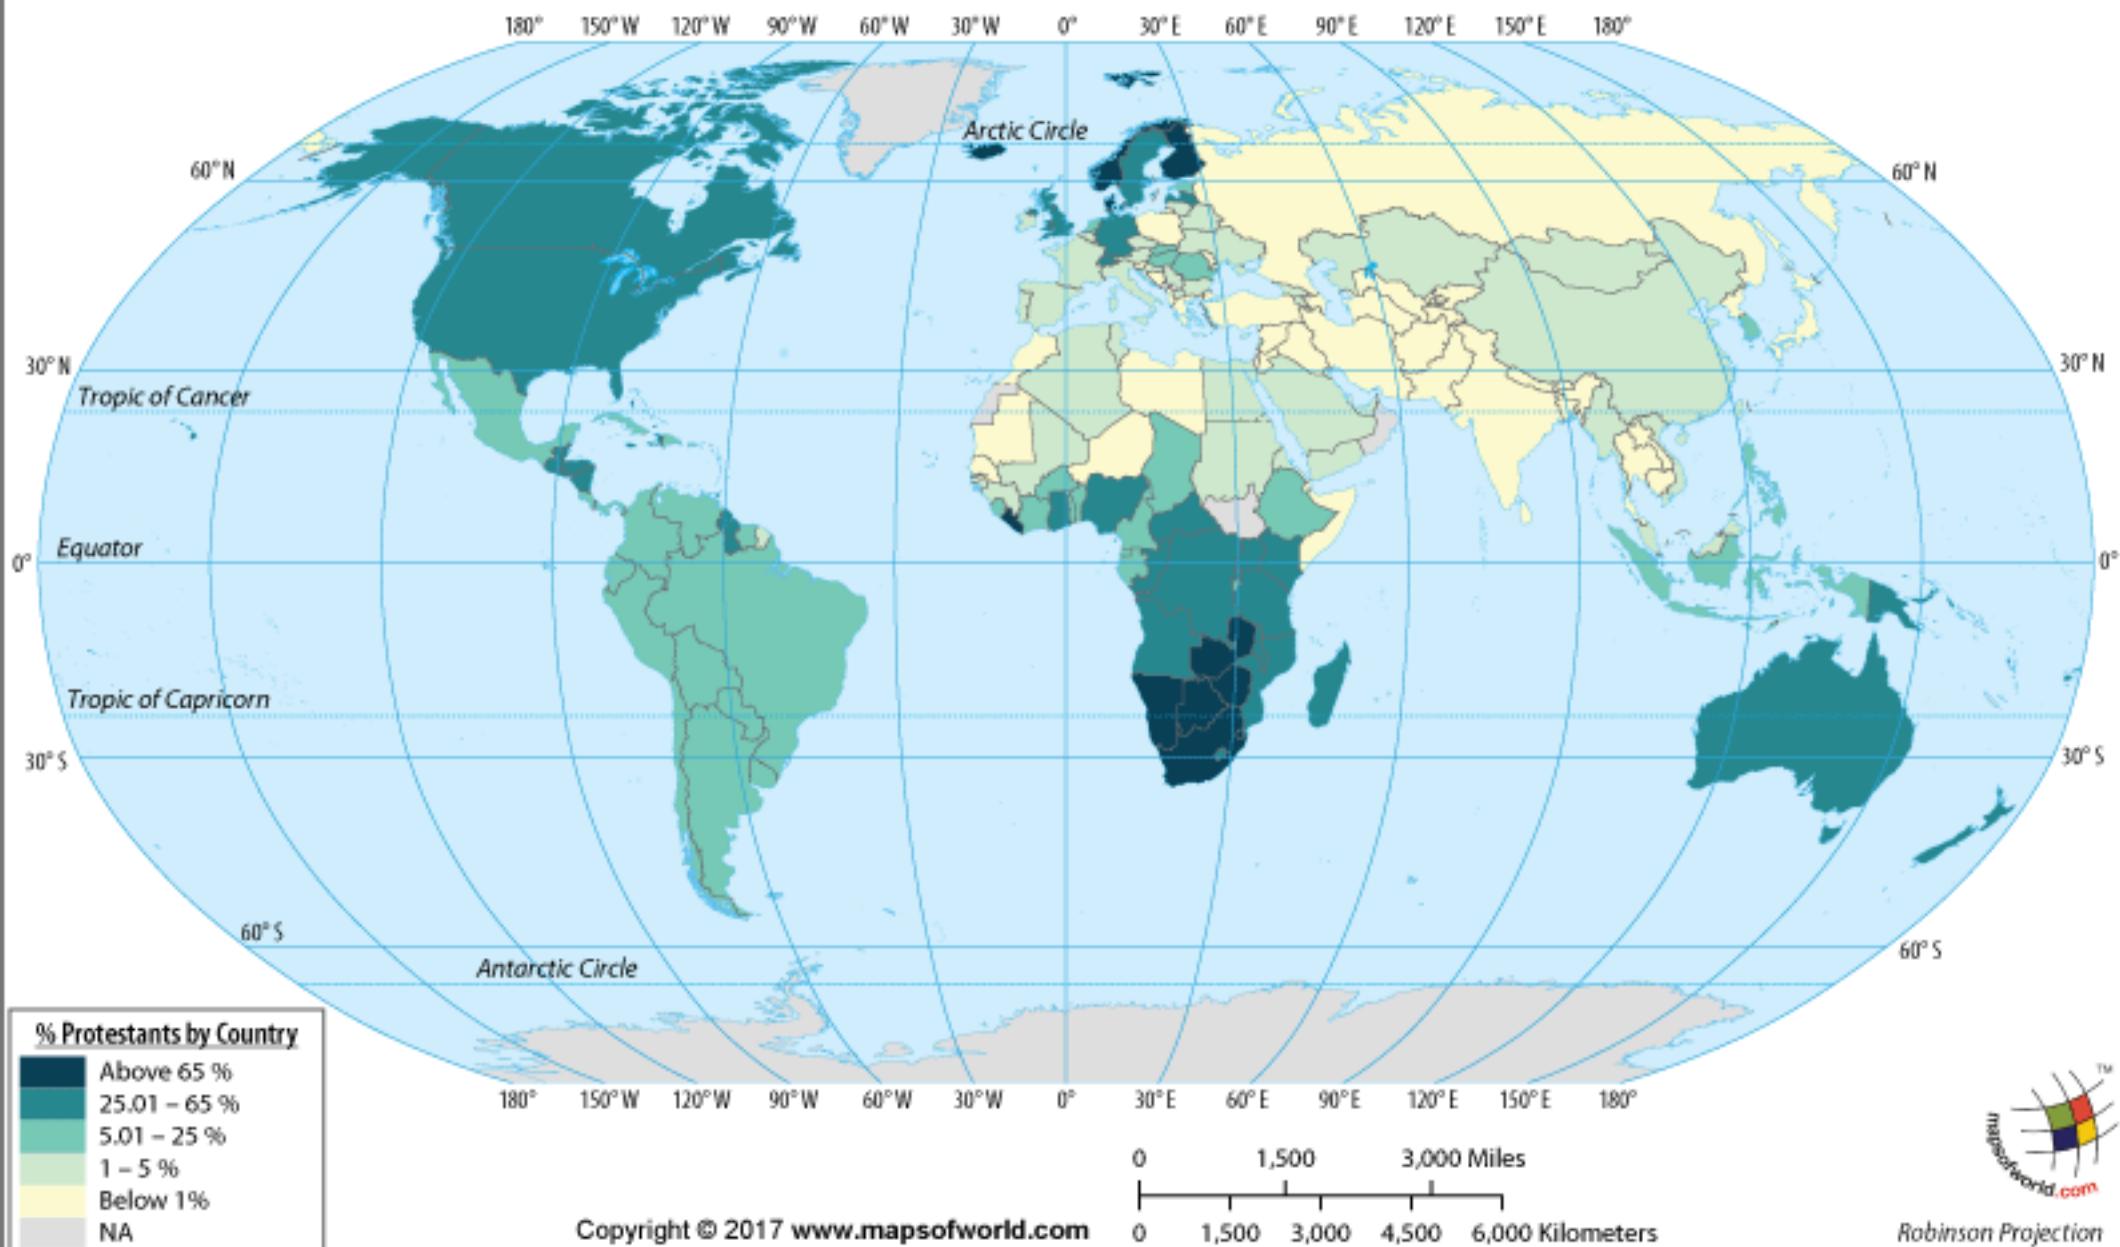 180° 150°W 120°W 90°W 60°W 30°W 0° 30°E 60°E 90°E 120°E 150°E 180°
Arctic Circle
60° N 60° N
30° N 30° N
Tropic of Cancer
Equator
0° 0°
Tropic of Capricorn
30° S 30° S
60° S 60° S
Antarctic Circle
180° 150°W 120°W 90°W 60°W 30°W 0° 30°E 60°E 90°E 120°E 150°E 180°
% Protestants by Country
Above 65 %
25.01 – 65 %
5.01 – 25 %
1 – 5 %
Below 1%
NA
0 1,500 3,000 Miles
0 1,500 3,000 4,500 6,000 Kilometers
Copyright © 2017 www.mapsofworld.com
TM
mapsofworld.com
Robinson Projection